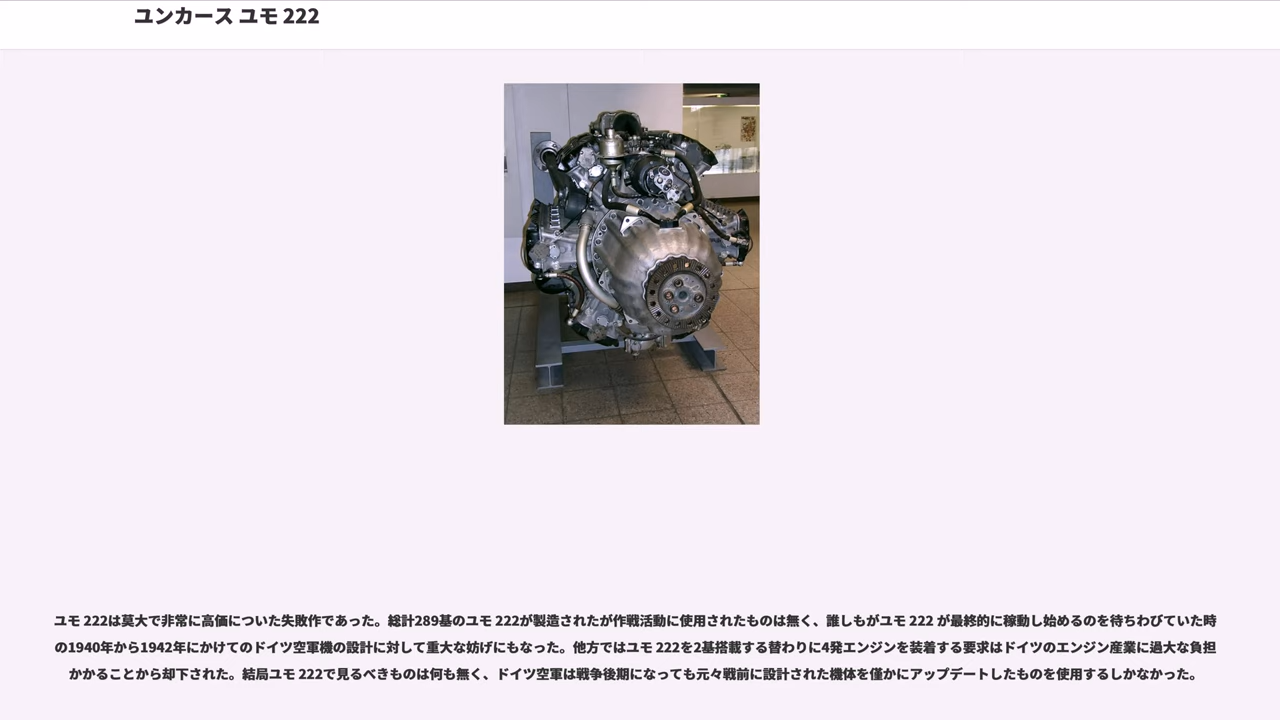 ユンカース ユモ 222
ユモ 222は莫大で非常に高価についた失敗作であった。総計289基のユモ 222が製造されたが作戦活動に使用されたものは無く、誰しもがユモ 222 が最終的に稼動し始めるのを待ちわびていた時
の1940年から1942年にかけてのドイツ空軍機の設計に対して重大な妨げにもなった。他方ではユモ 222を2基搭載する替わりに4発エンジンを装着する要求はドイツのエンジン産業に過大な負担
かかることから却下された。結局ユモ 222で見るべきものは何も無く、ドイツ空軍は戦争後期になっても元々戦前に設計された機体を僅かにアップデートしたものを使用するしかなかった。